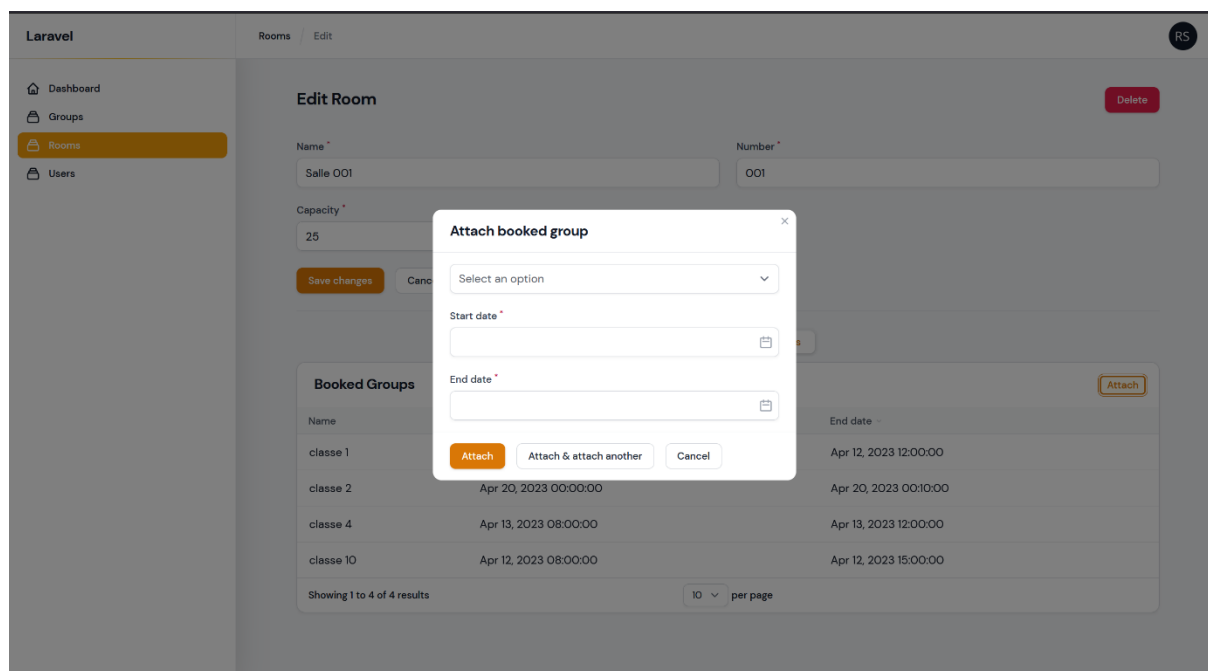 Laravel
Rooms / Edit
RS
Dashboard
Groups
Rooms
Users
Edit Room
Delete
Name *
Number *
Salle 001
001
Capacity *
25
Save changes
Attach booked group
Select an option
Start date *
End date *
Attach
Attach & attach another
Cancel
Booked Groups
Attach
Name
End date
classe 1
Apr 12, 2023 12:00:00
classe 2 Apr 20, 2023 00:00:00 Apr 20, 2023 00:10:00
classe 4 Apr 13, 2023 08:00:00 Apr 13, 2023 12:00:00
classe 10 Apr 12, 2023 08:00:00 Apr 12, 2023 15:00:00
Showing 1 to 4 of 4 results
10 per page